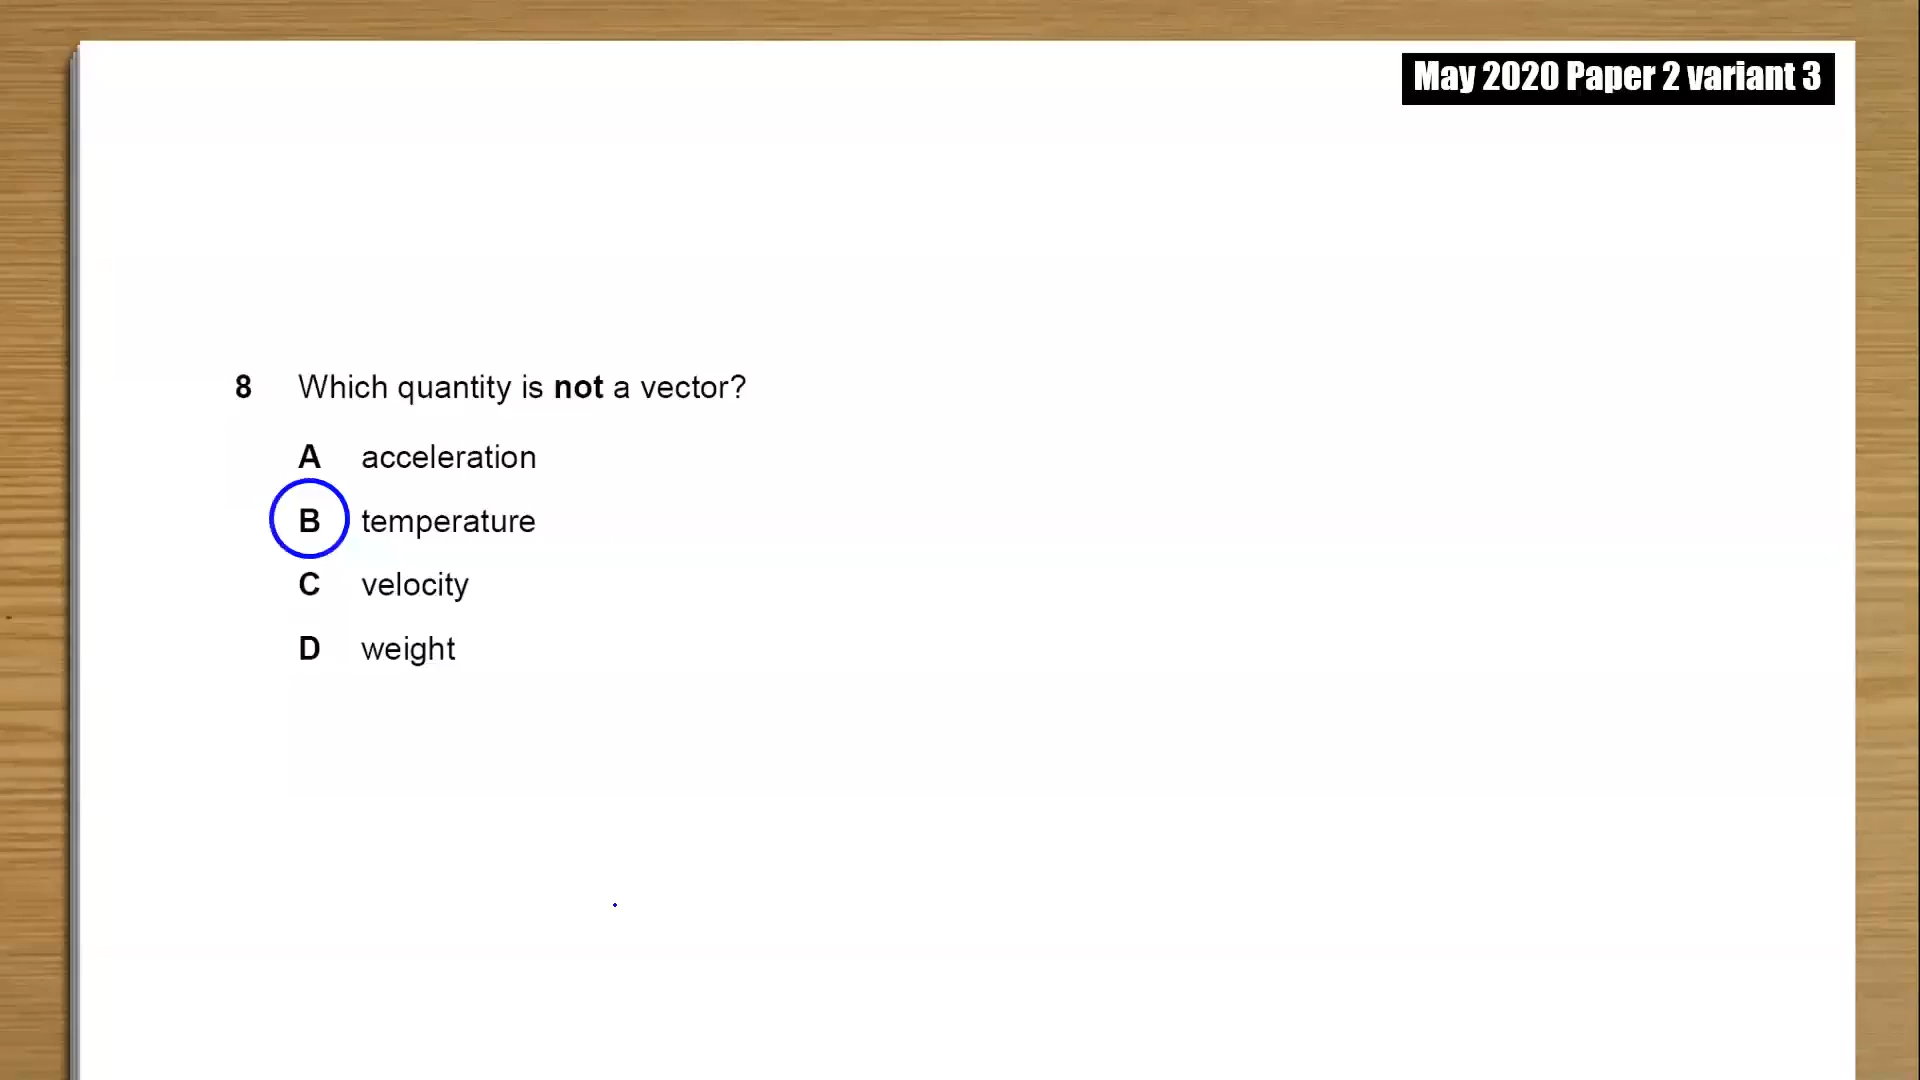 May 2020 Paper 2 variant 3
8 Which quantity is not a vector?
A acceleration
B temperature
C velocity
D weight